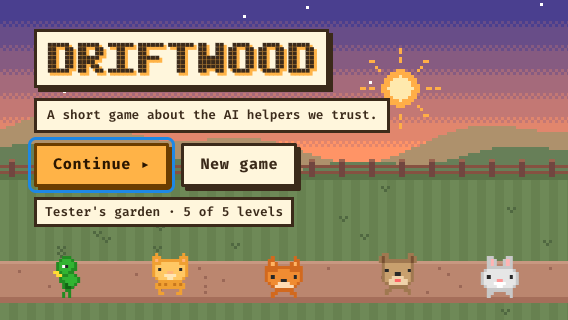 DRIFTWOOD
A short game about the AI helpers we trust.
Continue ▸
New game
Tester's garden · 5 of 5 levels